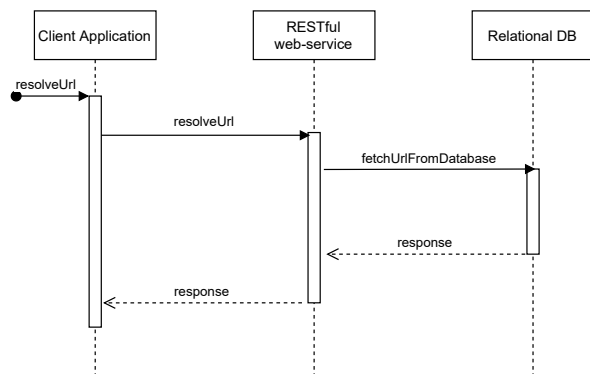 Client Application
RESTful
web-service
Relational DB
resolveUrl
resolveUrl
fetchUrlFromDatabase
response
response